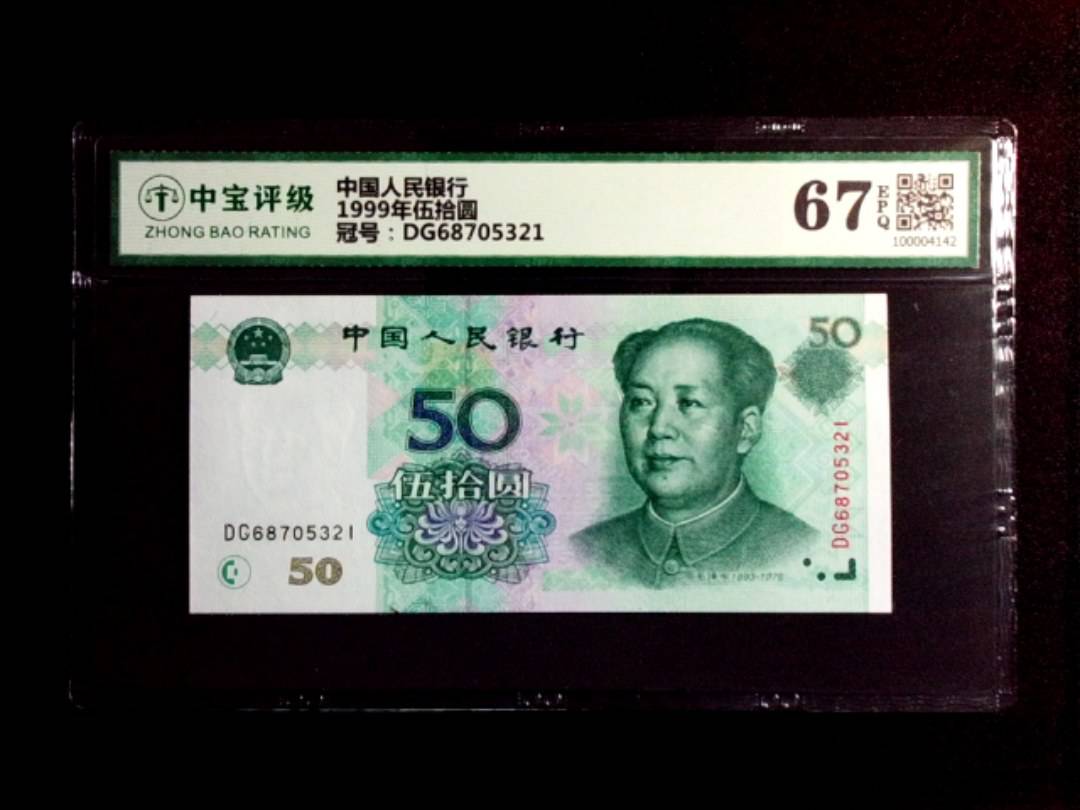 中宝评级
ZHONG BAO RATING
中国人民银行
1999年伍拾圆
冠号：DG68705321
67
EPQ
100004142
中国人民银行
50
50
伍拾圆
DG68705321
DG68705321
50
1893-1976